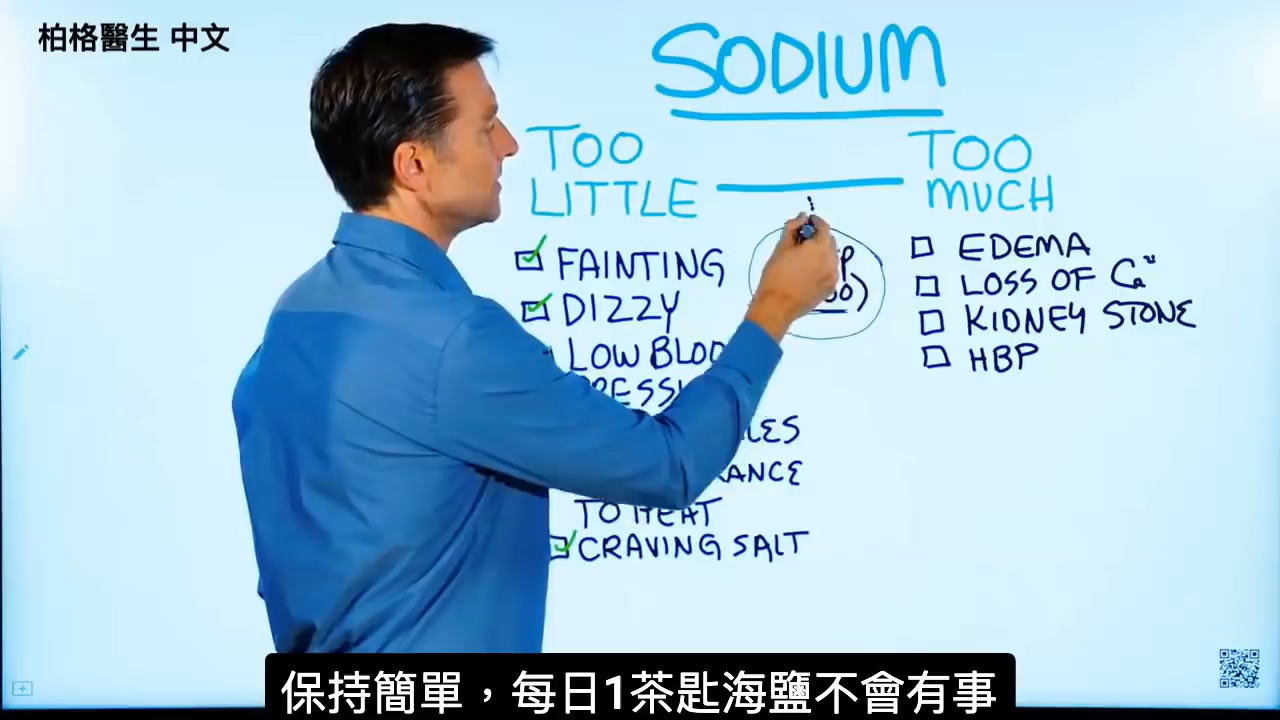 柏格醫生 中文
SODIUM
TOO
LITTLE
TOO
MUCH
FAINTING
DIZZY
LOW
TO HEAT
CRAVING SALT
EDEMA
LOSS OF Ca
KIDNEY STONE
HBP
保持簡單，每日1茶匙海鹽不會有事